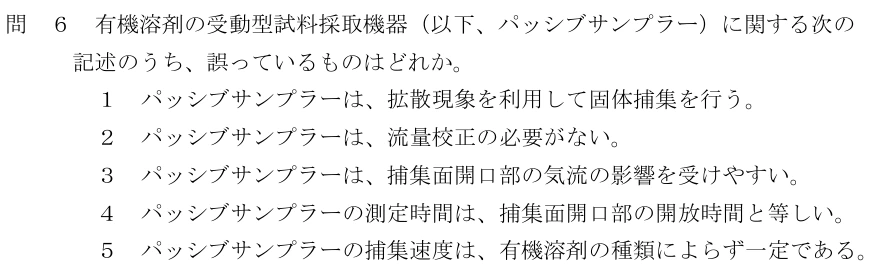 問　6　有機溶剤の受動型試料採取機器（以下、パッシブサンプラー）に関する次の
記述のうち、誤っているものはどれか。
1　パッシブサンプラーは、拡散現象を利用して固体捕集を行う。
2　パッシブサンプラーは、流量校正の必要がない。
3　パッシブサンプラーは、捕集面開口部の気流の影響を受けやすい。
4　パッシブサンプラーの測定時間は、捕集面開口部の開放時間と等しい。
5　パッシブサンプラーの捕集速度は、有機溶剤の種類によらず一定である。